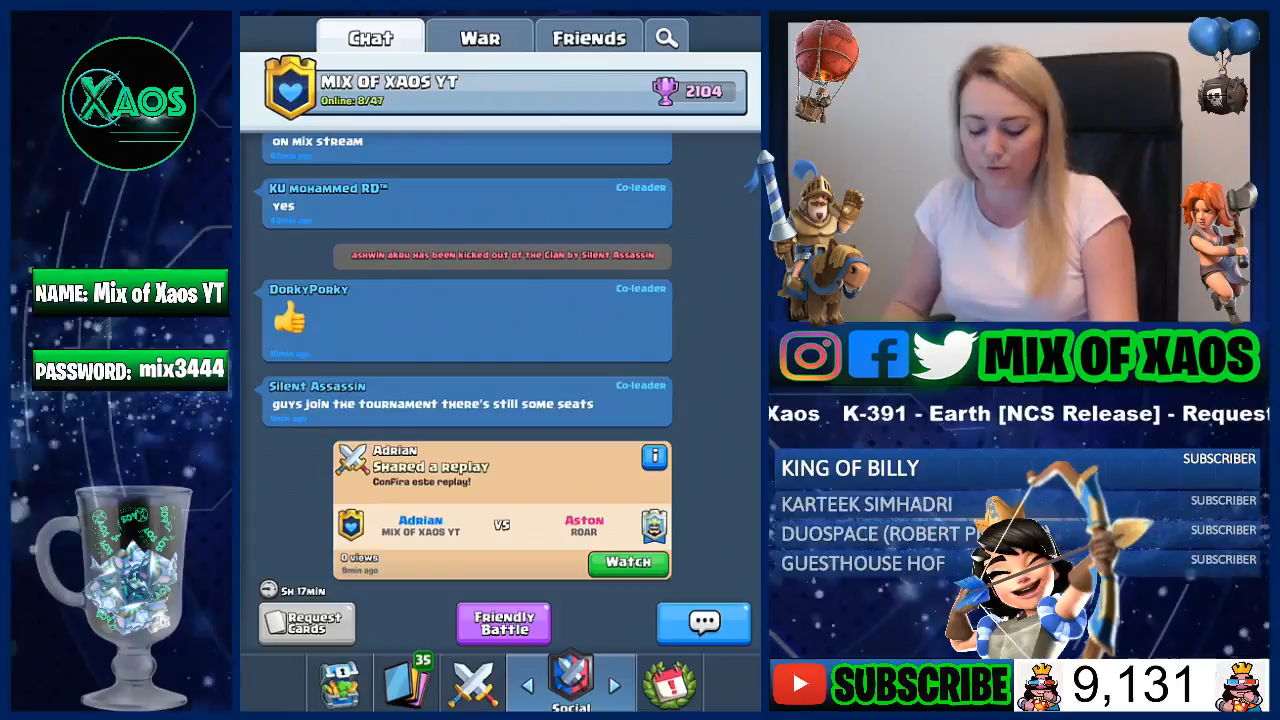 XAOS
NAME: Mix of Xaos YT
PASSWORD: mix3444
Chat
War
Friends
MIX OF XAOS YT
Online: 8/47
2104
on mix stream
KU MOHAMMED RD™
Co-leader
yes
ashwin akru has been kicked out of the Clan by Silent Assassin
DorkyPorky
Co-leader
Silent Assassin
Co-leader
guys join the tournament there's still some seats
9min ago
Adrian
Shared a replay
Confira este replay!
i
Adrian
MIX OF XAOS YT
VS
Aston
ROAR
0 views
9min ago
Watch
5h 17min
Request
Cards
Friendly
Battle
35
Social
MIX OF XAOS
Xaos K-391 - Earth [NCS Release] - Request
KING OF BILLY
SUBSCRIBER
KARTEEK SIMHADRI
SUBSCRIBER
DUOSPACE (ROBERT
SUBSCRIBER
GUESTHOUSE HOF
SUBSCRIBER
SUBSCRIBE
9,131